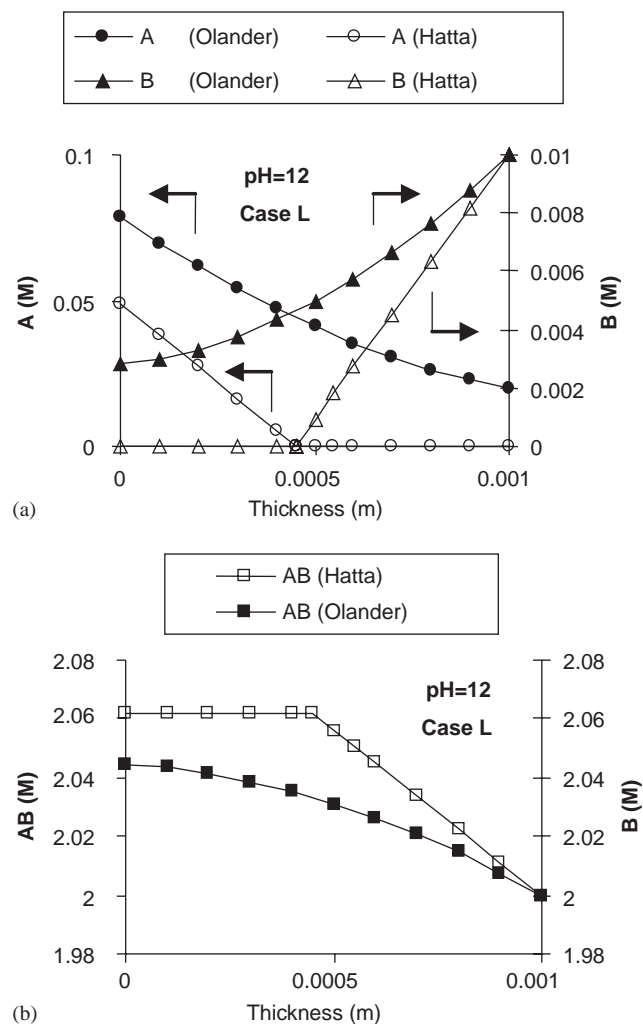 A (Olander) A (Hatta)
B (Olander) B (Hatta)
0.1 0.01
pH=12
Case L
0.008
0.006
0.05
A (M) B (M)
0.004
0.002
0 0
0 0.0005 0.001
(a) Thickness (m)
AB (Hatta)
AB (Olander)
2.08 2.08
pH=12
2.06 2.06
Case L
2.04 2.04
AB (M) B (M)
2.02 2.02
2 2
1.98 1.98
0 0.0005 0.001
(b) Thickness (m)